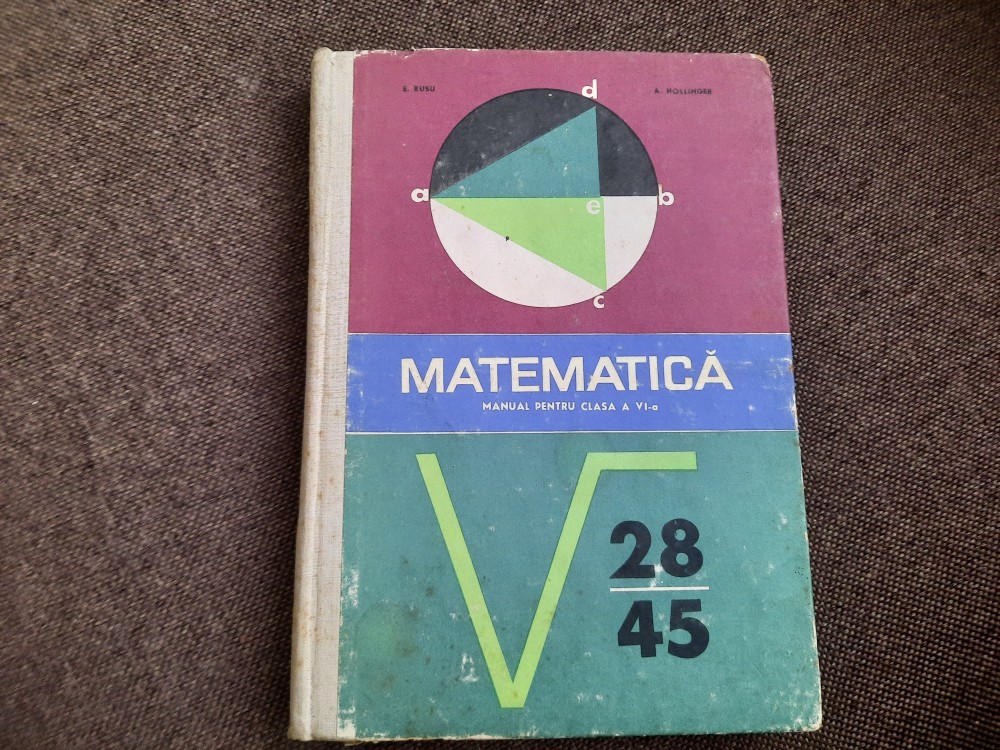 E. RUSU
A. HOLLINGER
d
a
e
b
c
MATEMATICĂ
MANUAL PENTRU CLASA A VI-a
√
28
45